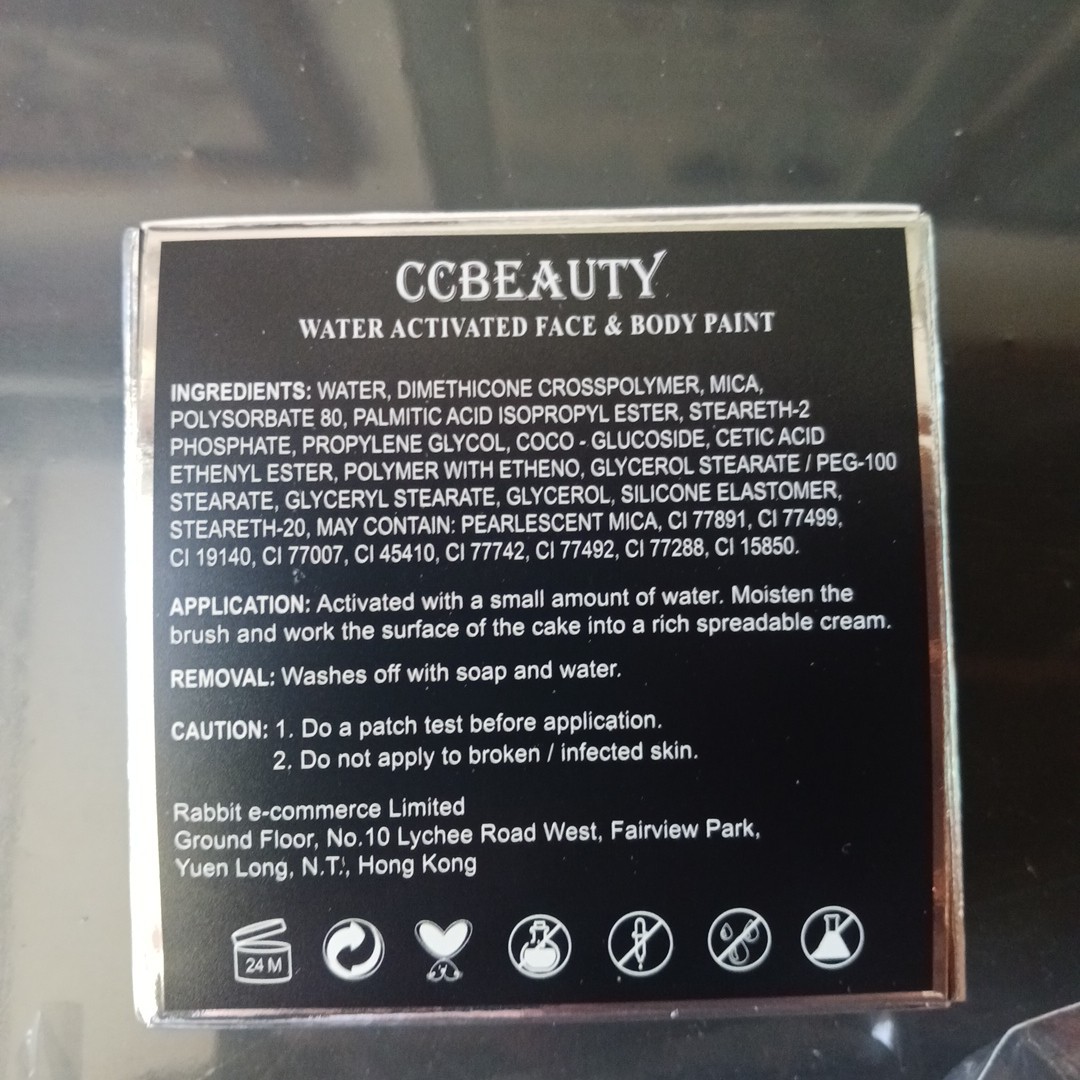 CCBEAUTY
WATER ACTIVATED FACE & BODY PAINT
INGREDIENTS: WATER, DIMETHICONE CROSSPOLYMER, MICA,
POLYSORBATE 80, PALMITIC ACID ISOPROPYL ESTER, STEARETH-2
PHOSPHATE, PROPYLENE GLYCOL, COCO - GLUCOSIDE, CETIC ACID
ETHENYL ESTER, POLYMER WITH ETHENO, GLYCEROL STEARATE / PEG-100
STEARATE, GLYCERYL STEARATE, GLYCEROL, SILICONE ELASTOMER,
STEARETH-20, MAY CONTAIN: PEARLESCENT MICA, CI 77891, CI 77499,
CI 19140, CI 77007, CI 45410, CI 77742, CI 77492, CI 77288, CI 15850.
APPLICATION: Activated with a small amount of water. Moisten the
brush and work the surface of the cake into a rich spreadable cream.
REMOVAL: Washes off with soap and water.
CAUTION: 1. Do a patch test before application.
2. Do not apply to broken / infected skin.
Rabbit e-commerce Limited
Ground Floor, No.10 Lychee Road West, Fairview Park,
Yuen Long, N.T., Hong Kong
24 M